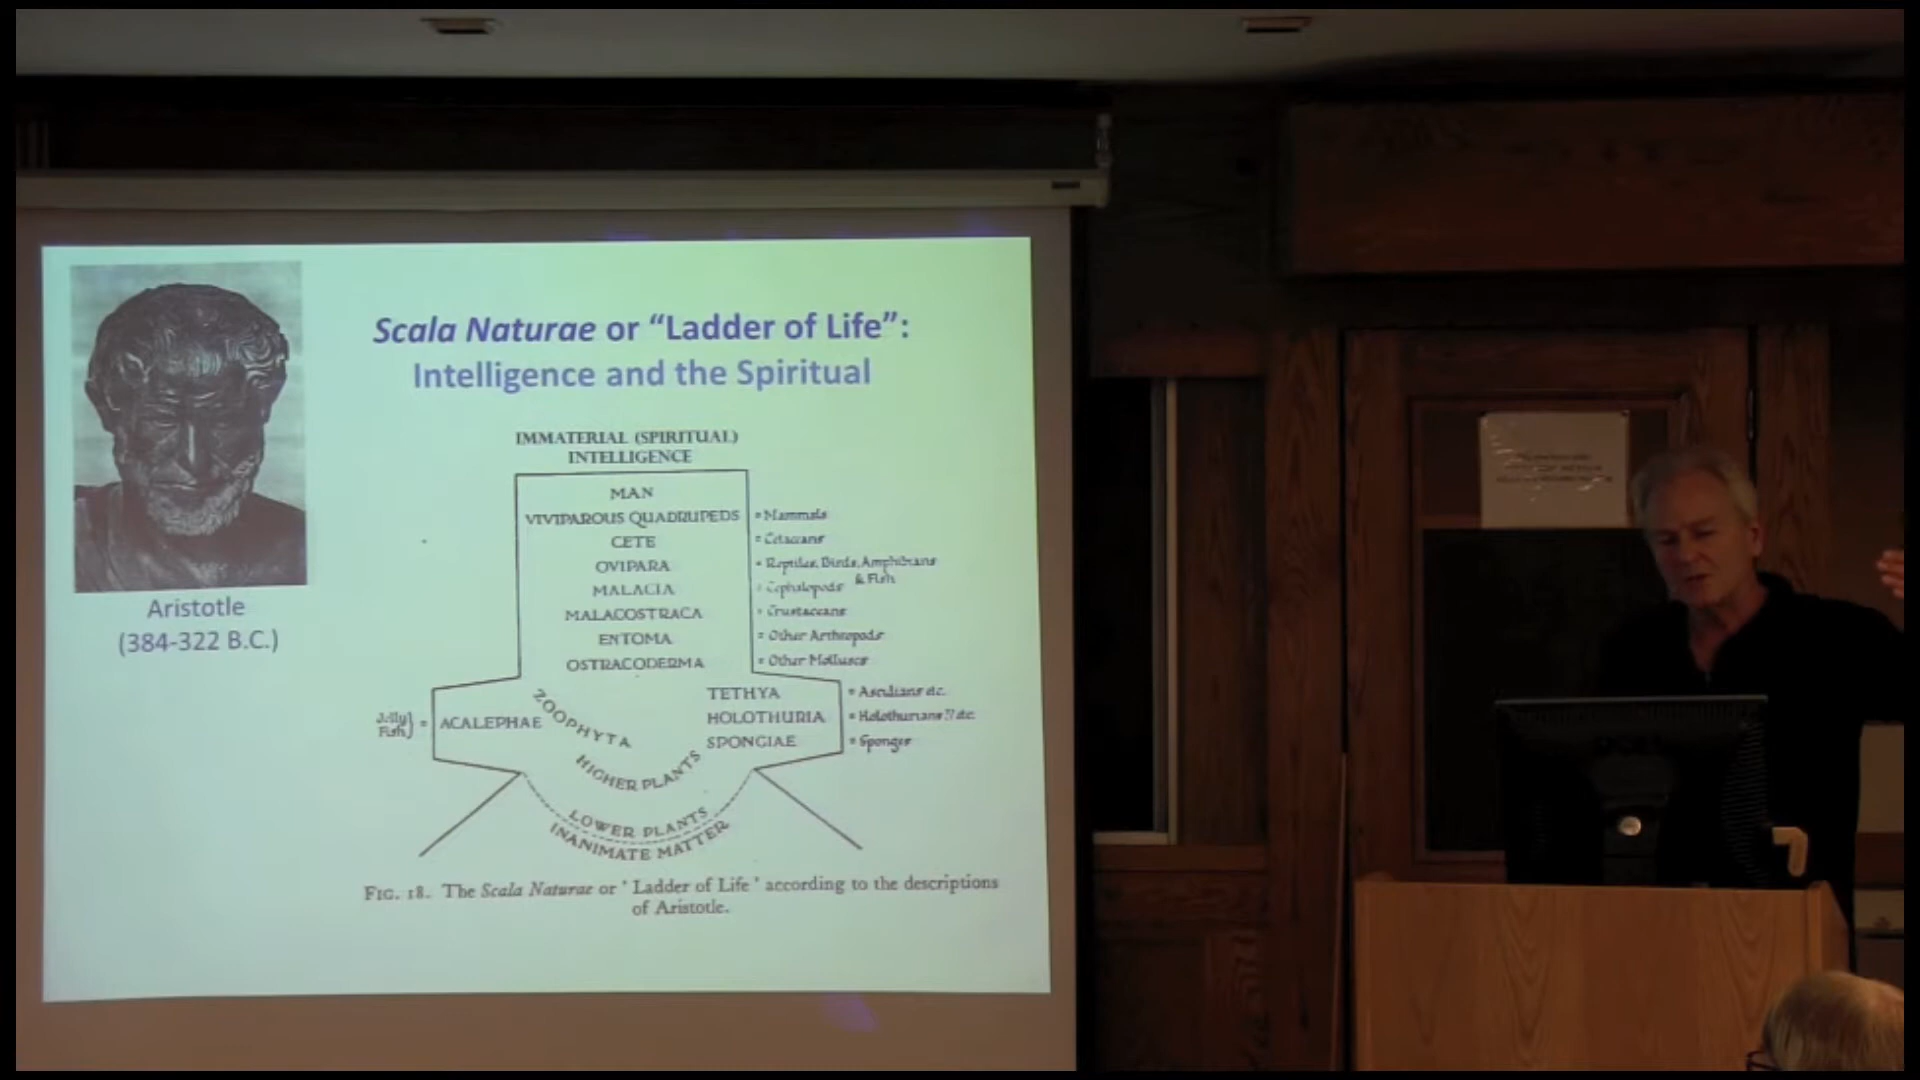 Scala Naturae or “Ladder of Life”:
Intelligence and the Spiritual
Aristotle
(384-322 B.C.)
IMMATERIAL (SPIRITUAL)
INTELLIGENCE
MAN
VIVIPAROUS QUADRUPEDS = Mammals
CETE = Cetaceans
OVIPARA = Reptiles, Birds, Amphibians
& Fish
MALACIA = Cephalopods
MALACOSTRACA = Crustaceans
ENTOMA = Other Arthropods
OSTRACODERMA = Other Molluscs
ZOOPHYTA
TETHYA = Ascidians etc.
Jelly
Fish} = ACALEPHAE
HOLOTHURIA = Holothurians ? etc.
SPONGIAE = Sponges
HIGHER PLANTS
LOWER PLANTS
INANIMATE MATTER
FIG. 18. The Scala Naturae or ‘ Ladder of Life ’ according to the descriptions
of Aristotle.